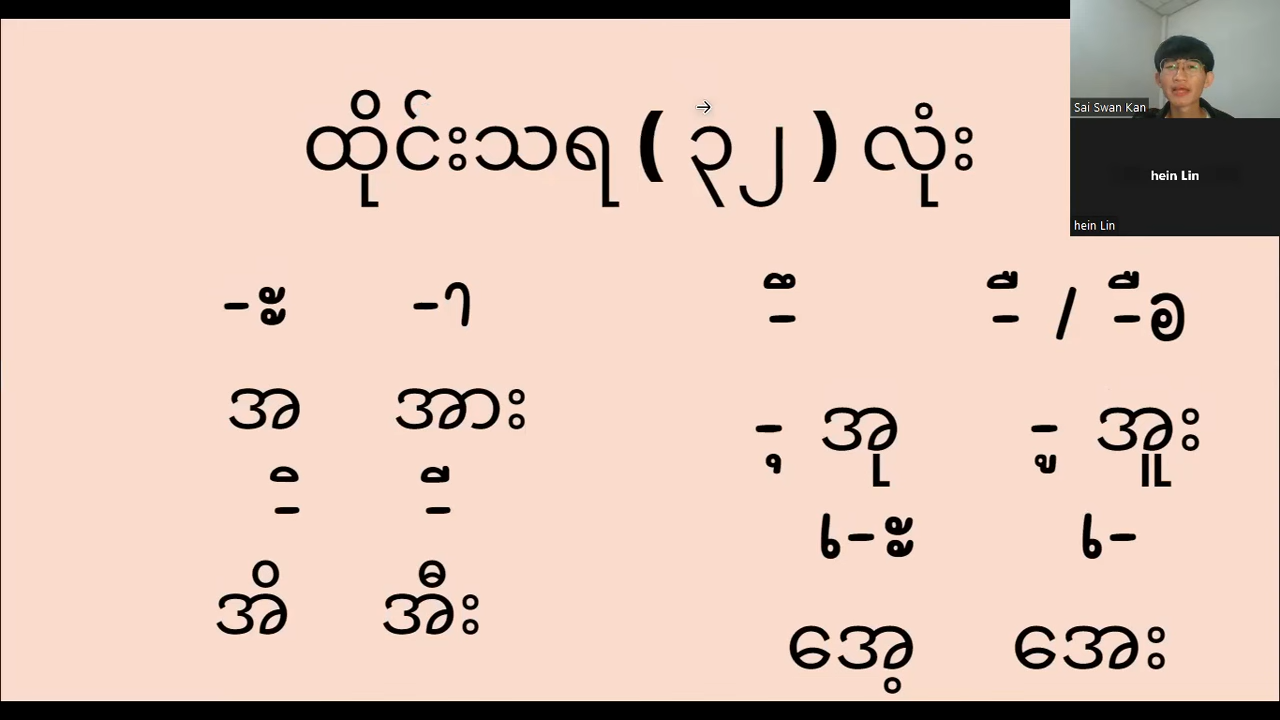 ထိုင်းသရ ( ၃၂ ) လုံး
Sai Swan Kan
hein Lin
hein Lin
-ะ -า
-ึ -ื / -ือ
အ အား
-ุ အု -ู အူး
-ิ -ี
เ-ะ เ-
အိ အီး
အေ့ အေး